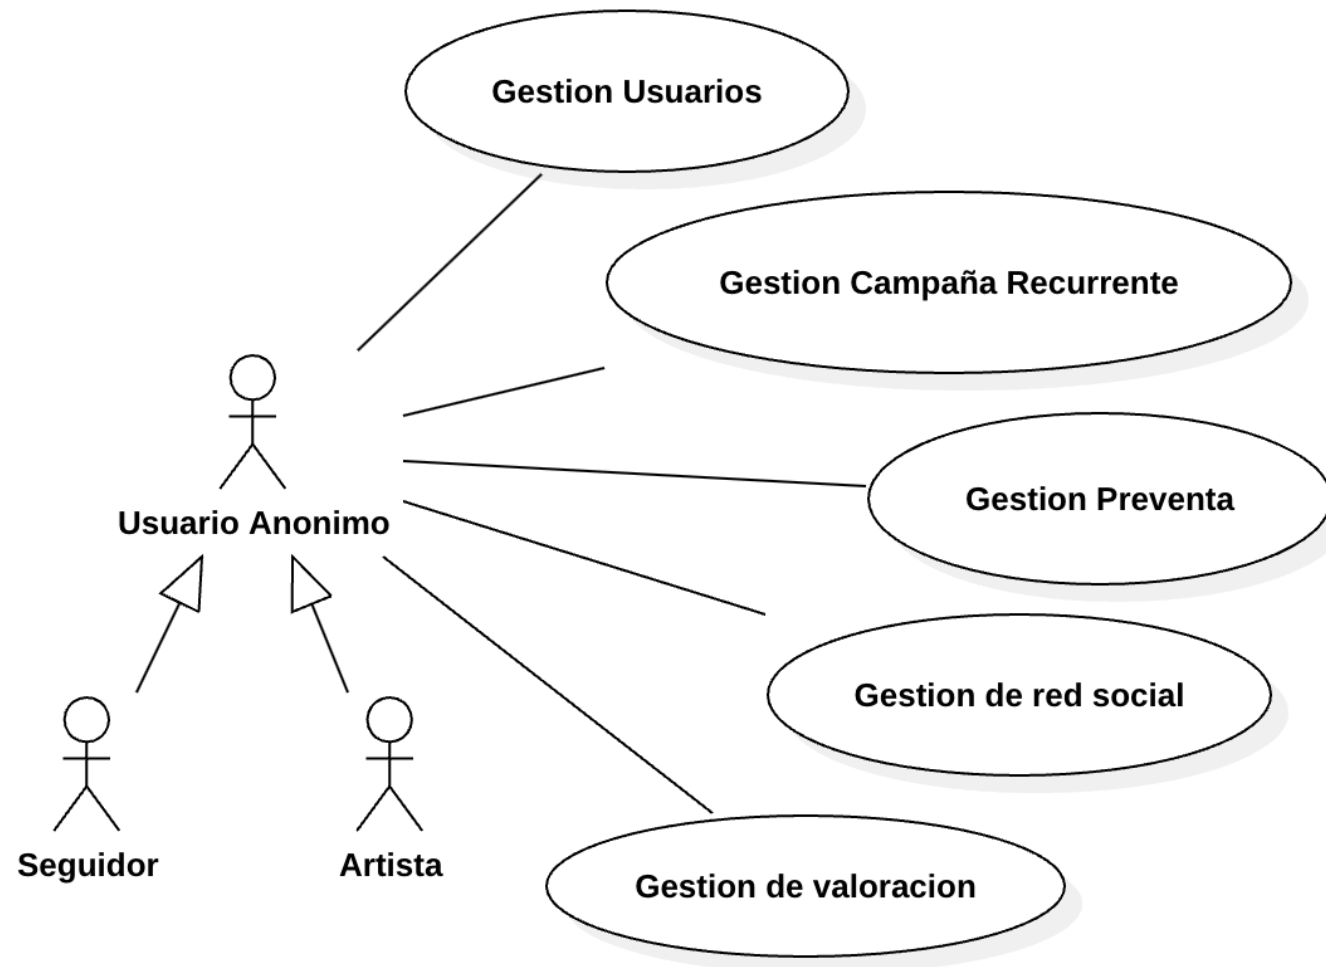 Gestion Usuarios
Gestion Campaña Recurrente
Gestion Preventa
Usuario Anonimo
Gestion de red social
Seguidor
Artista
Gestion de valoracion